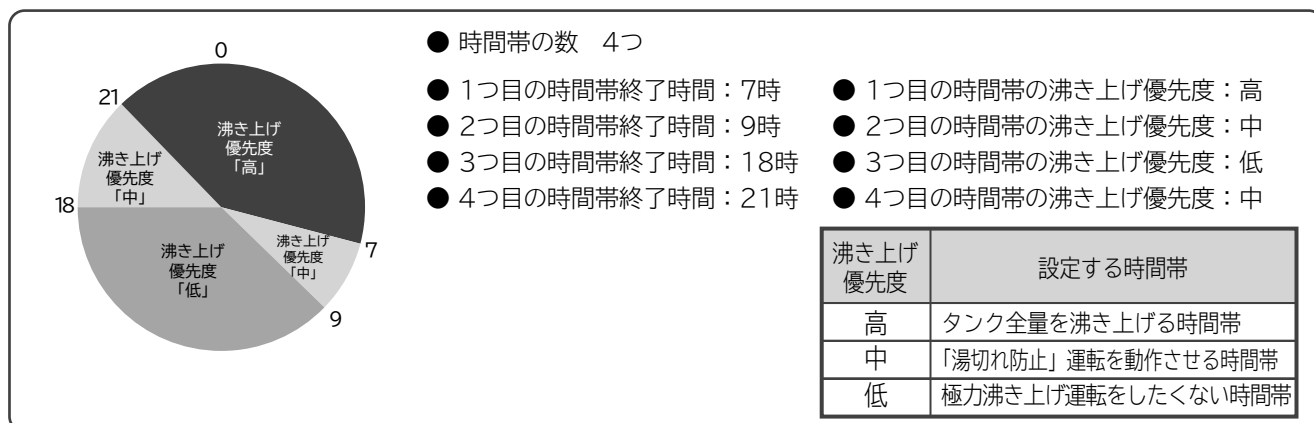 0
21
18
7
9
沸き上げ
優先度
「高」
沸き上げ
優先度
「中」
沸き上げ
優先度
「中」
沸き上げ
優先度
「低」
● 時間帯の数　4つ
● 1つ目の時間帯終了時間：7時
● 2つ目の時間帯終了時間：9時
● 3つ目の時間帯終了時間：18時
● 4つ目の時間帯終了時間：21時
● 1つ目の時間帯の沸き上げ優先度：高
● 2つ目の時間帯の沸き上げ優先度：中
● 3つ目の時間帯の沸き上げ優先度：低
● 4つ目の時間帯の沸き上げ優先度：中
沸き上げ
優先度
設定する時間帯
高 タンク全量を沸き上げる時間帯
中 「湯切れ防止」運転を動作させる時間帯
低 極力沸き上げ運転をしたくない時間帯